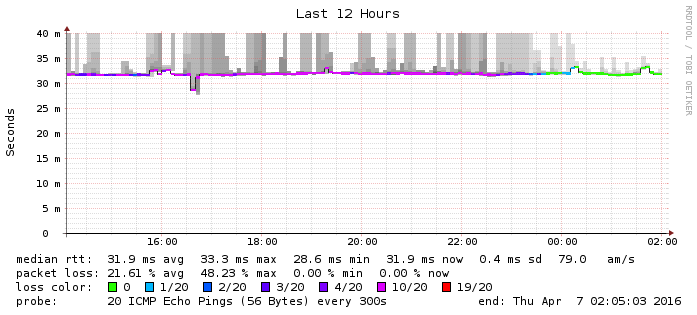 Last 12 Hours
RRDTOOL / TOBI OETIKER
Seconds
40 m
35 m
30 m
25 m
20 m
15 m
10 m
5 m
0
16:00 18:00 20:00 22:00 00:00 02:00
median rtt: 31.9 ms avg 33.3 ms max 28.6 ms min 31.9 ms now 0.4 ms sd 79.0 am/s
packet loss: 21.61 % avg 48.23 % max 0.00 % min 0.00 % now
loss color: 0 1/20 2/20 3/20 4/20 10/20 19/20
probe: 20 ICMP Echo Pings (56 Bytes) every 300s end: Thu Apr 7 02:05:03 2016